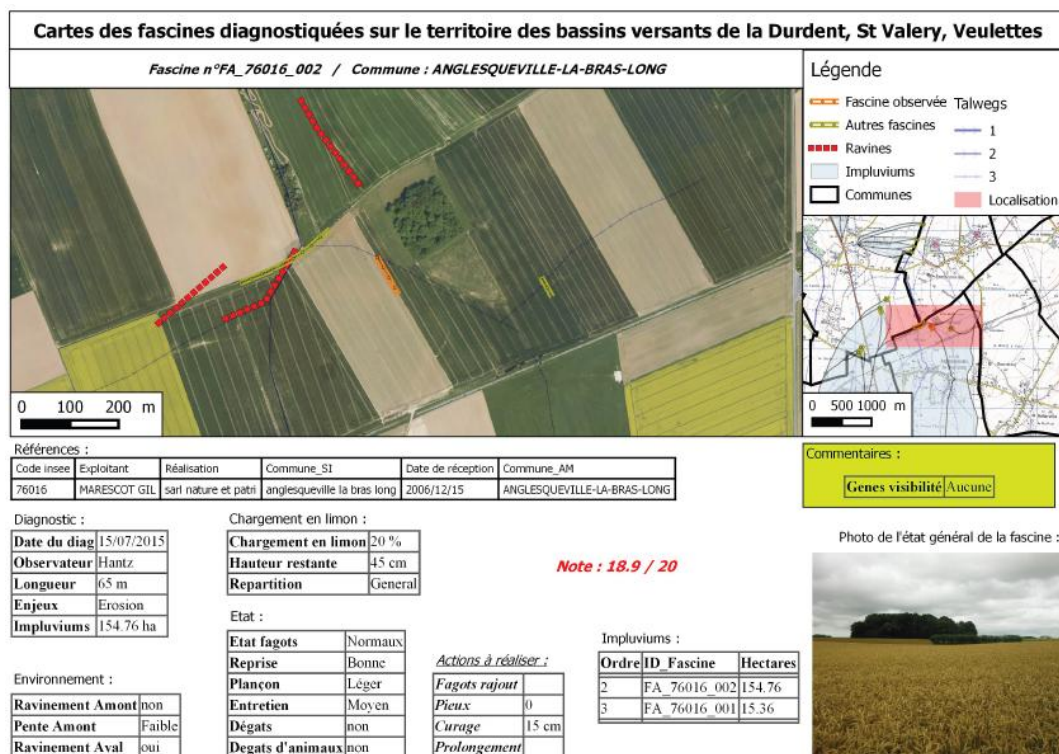 Cartes des fascines diagnostiquées sur le territoire des bassins versants de la Durdent, St Valery, Veulettes
Fascine n°FA_76016_002 / Commune : ANGLESQUEVILLE-LA-BRAS-LONG
Légende
Fascine observée
Autres fascines
Ravines
Impluviums
Communes
Talwegs
1
2
3
Localisation
0 100 200 m
0 500 1000 m
Références :
Code insee Exploitant Réalisation Commune_SI Date de réception Commune_AM
76016 MARESCOT GIL sarl nature et patri anglesqueville la bras long 2006/12/15 ANGLESQUEVILLE-LA-BRAS-LONG
Commentaires :
Genes visibilité Aucune
Diagnostic :
Date du diag 15/07/2015
Observateur Hantz
Longueur 65 m
Enjeux Erosion
Impluviums 154.76 ha
Environnement :
Ravinement Amont non
Pente Amont Faible
Ravinement Aval oui
Chargement en limon :
Chargement en limon 20 %
Hauteur restante 45 cm
Repartition General
Etat :
Etat fagots Normaux
Reprise Bonne
Plançon Léger
Entretien Moyen
Dégats non
Degats d'animaux non
Note : 18.9 / 20
Actions à réaliser :
Fagots rajout
Pieux 0
Curage 15 cm
Prolongement
Impluviums :
Ordre ID_Fascine Hectares
2 FA_76016_002 154.76
3 FA_76016_001 15.36
Photo de l'état général de la fascine :